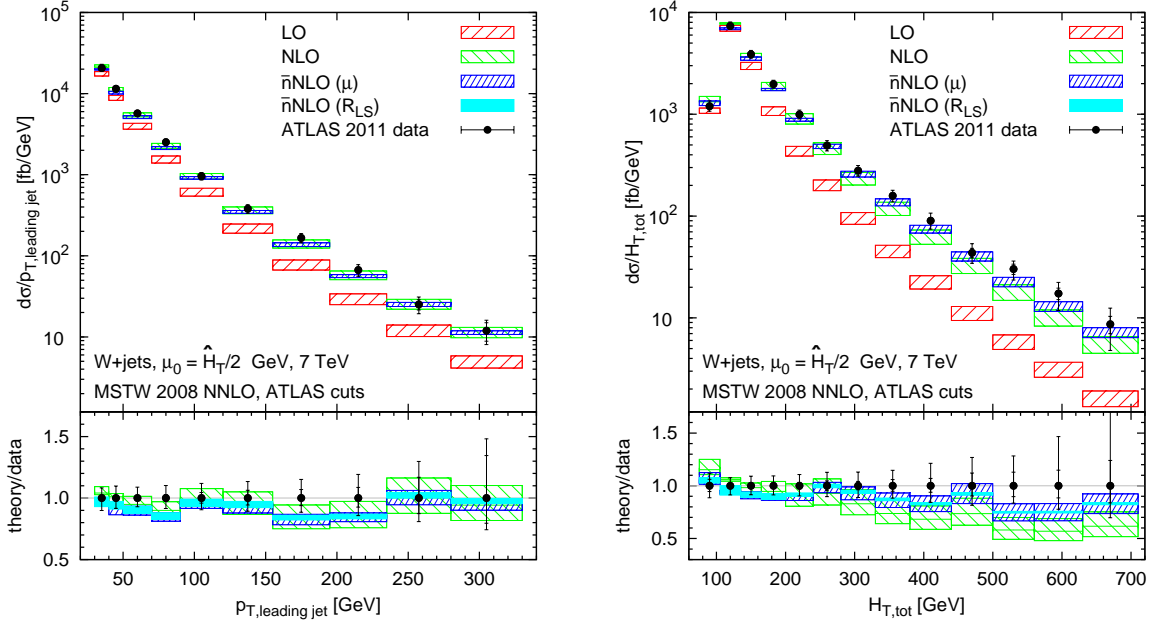 10^5
10^4
10^3
10^2
10
dσ/p_T,leading jet [fb/GeV]
LO
NLO
n̄NLO (μ)
n̄NLO (R_LS)
ATLAS 2011 data
W+jets, μ_0 = Ĥ_T/2 GeV, 7 TeV
MSTW 2008 NNLO, ATLAS cuts
theory/data
1.5
1.0
0.5
50 100 150 200 250 300
p_T,leading jet [GeV]
10^4
10^3
10^2
10
dσ/H_T,tot [fb/GeV]
LO
NLO
n̄NLO (μ)
n̄NLO (R_LS)
ATLAS 2011 data
W+jets, μ_0 = Ĥ_T/2 GeV, 7 TeV
MSTW 2008 NNLO, ATLAS cuts
theory/data
1.5
1.0
0.5
100 200 300 400 500 600 700
H_T,tot [GeV]